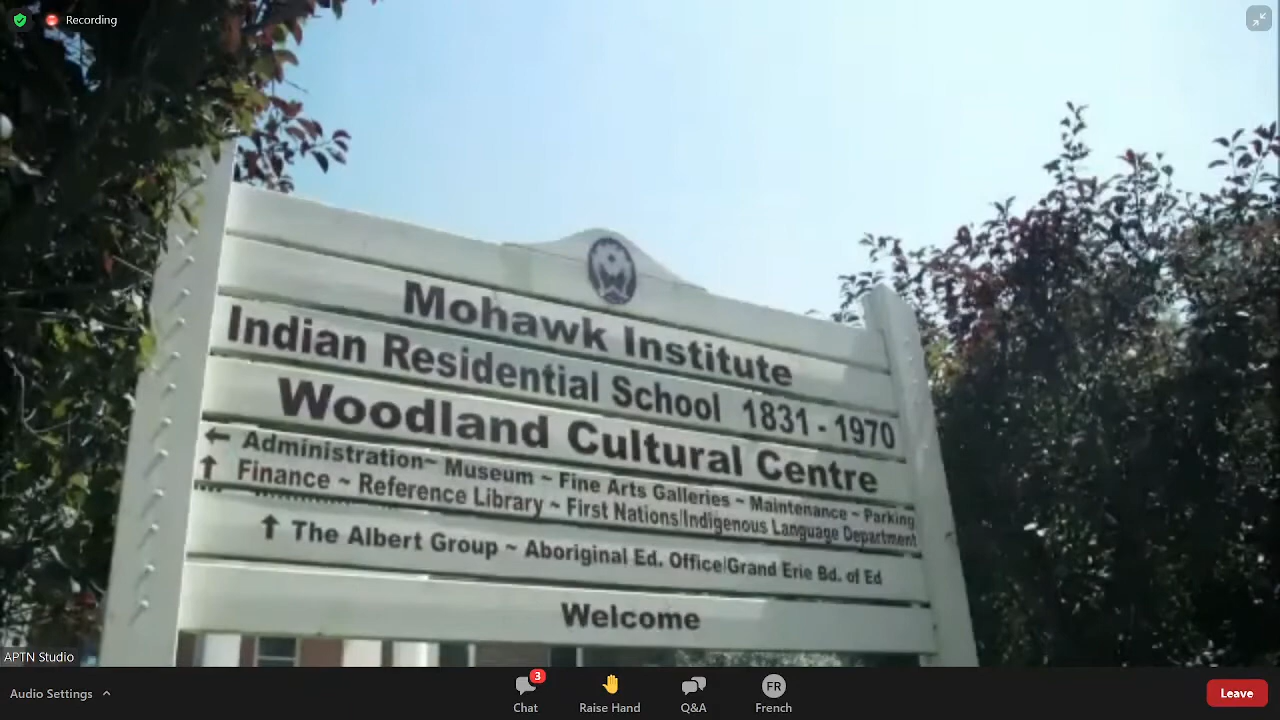 Recording
Mohawk Institute
Indian Residential School 1831 - 1970
Woodland Cultural Centre
← Administration~ Museum ~ Fine Arts Galleries ~ Maintenance ~ Parking
↑ Finance ~ Reference Library ~ First Nations/Indigenous Language Department
↑ The Albert Group ~ Aboriginal Ed. Office/Grand Erie Bd. of Ed
Welcome
APTN Studio
Audio Settings
3
Chat
Raise Hand
Q&A
FR
French
Leave